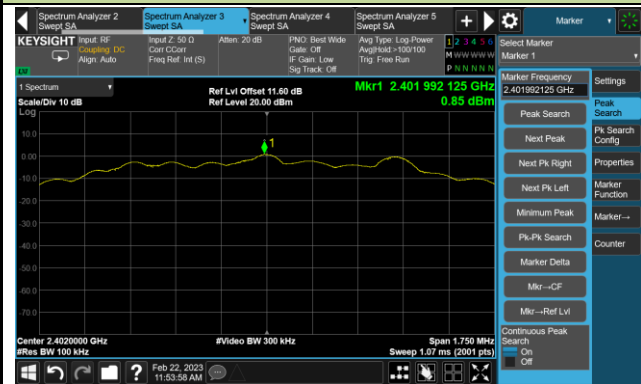 Spectrum Analyzer 2
Swept SA
Spectrum Analyzer 3
Swept SA
Spectrum Analyzer 4
Swept SA
Spectrum Analyzer 5
Swept SA
+
Marker
KEYSIGHT
Input: RF
Coupling: DC
Align: Auto
Input Z: 50 Ω
Corr CCorr
Freq Ref: Int (S)
Atten: 20 dB
PNO: Best Wide
Gate: Off
IF Gain: Low
Sig Track: Off
Avg Type: Log-Power
Avg|Hold:>100/100
Trig: Free Run
1 2 3 4 5 6
M W W W W W
P N N N N N
LXI
Select Marker
Marker 1
1 Spectrum
Scale/Div 10 dB
Log
Ref Lvl Offset 11.60 dB
Ref Level 20.00 dBm
Mkr1 2.401 992 125 GHz
0.85 dBm
Marker Frequency
2.401992125 GHz
Settings
Peak Search
Peak
Search
Next Peak
Pk Search
Config
Next Pk Right
Properties
Next Pk Left
Marker
Function
Minimum Peak
Marker→
Pk-Pk Search
Counter
Marker Delta
Mkr→CF
Mkr→Ref Lvl
Continuous Peak
Search
On
Off
1
10.0
0.00
-10.0
-20.0
-30.0
-40.0
-50.0
-60.0
-70.0
Center 2.4020000 GHz
#Res BW 100 kHz
#Video BW 300 kHz
Span 1.750 MHz
Sweep 1.07 ms (2001 pts)
?
Feb 22, 2023
11:53:58 AM